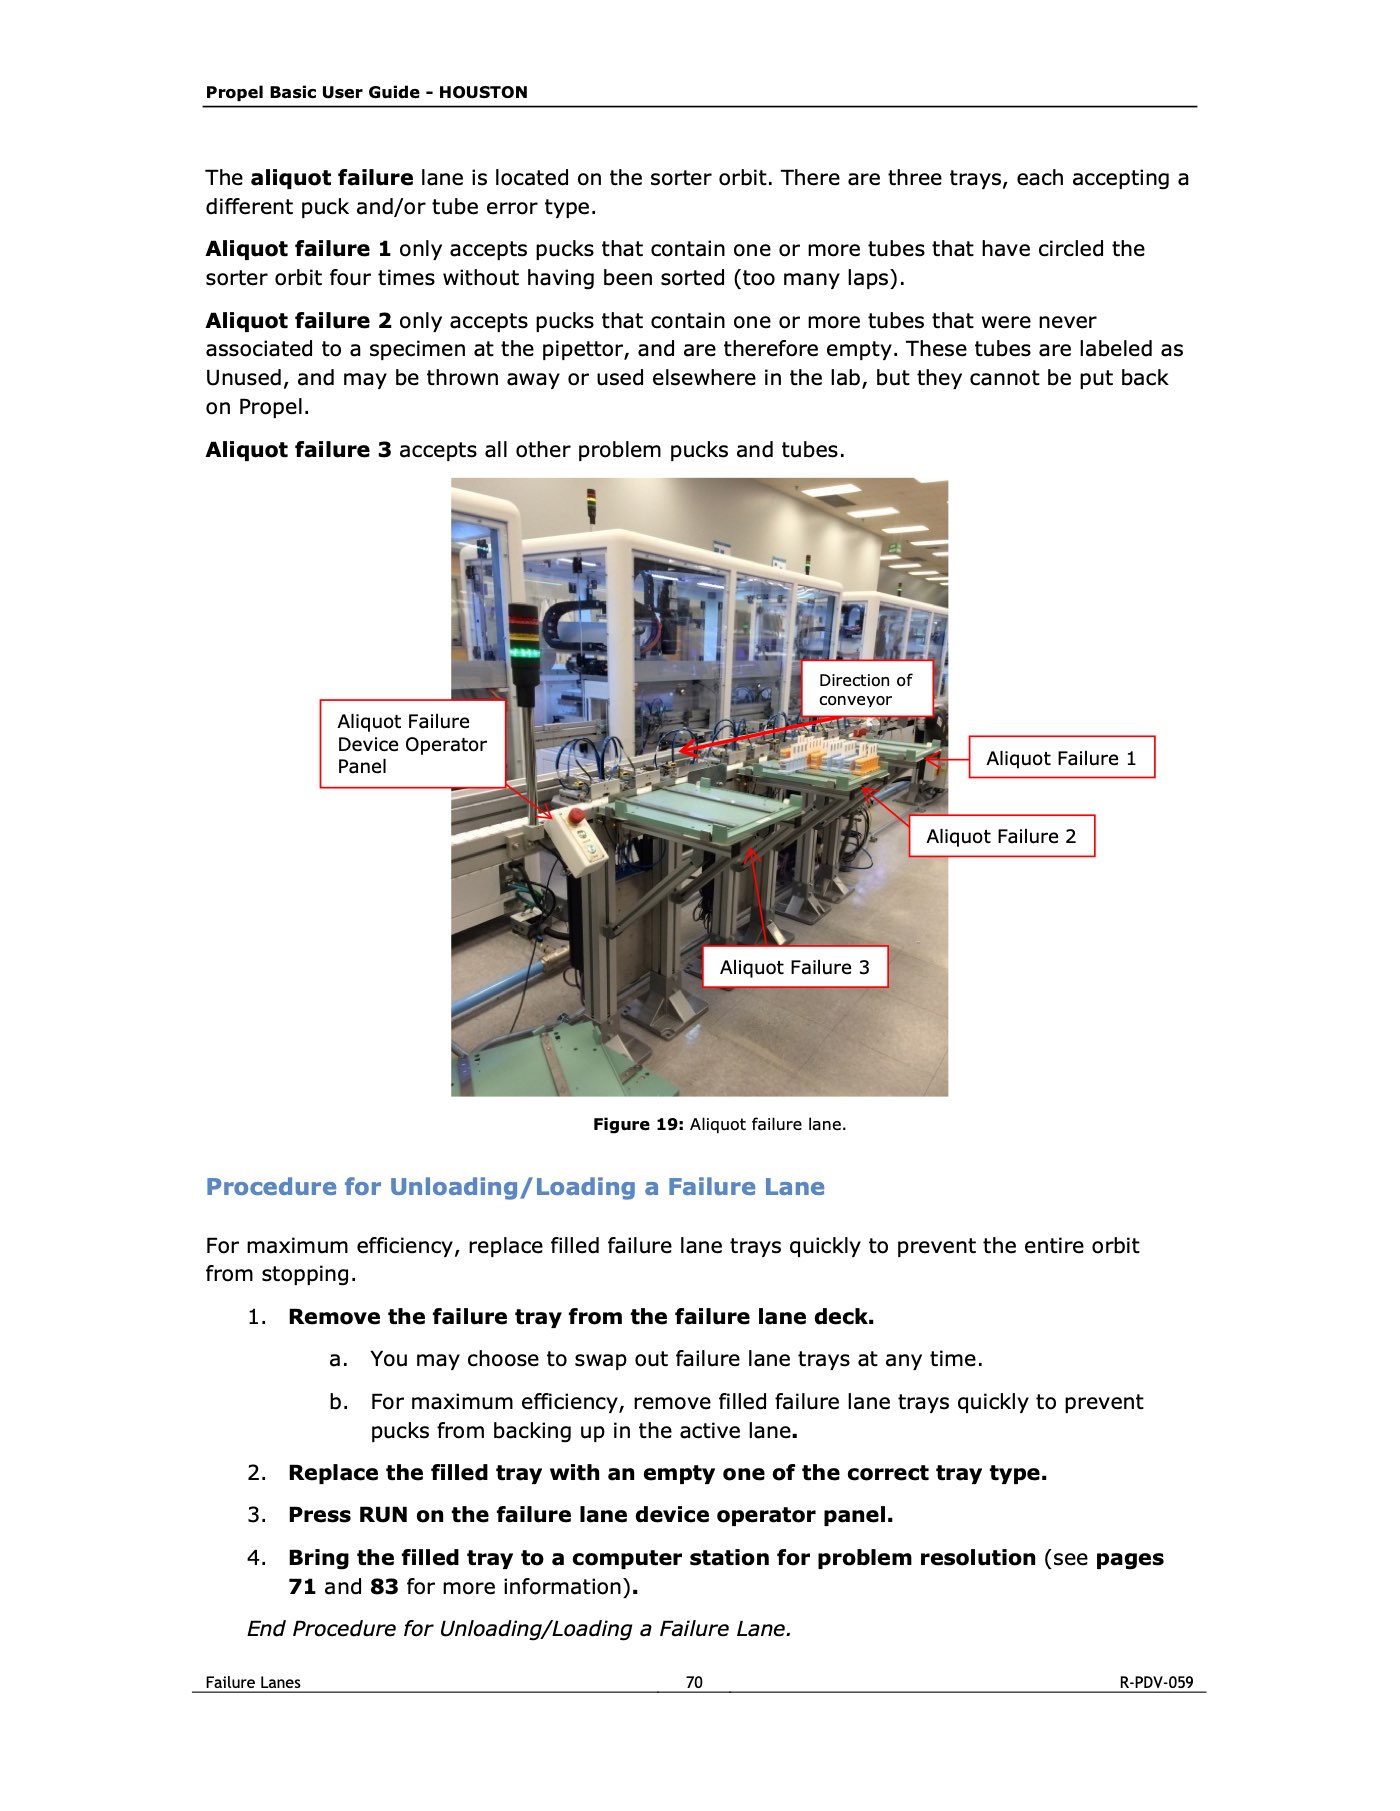 Propel Basic User Guide - HOUSTON
The aliquot failure lane is located on the sorter orbit. There are three trays, each accepting a
different puck and/or tube error type.
Aliquot failure 1 only accepts pucks that contain one or more tubes that have circled the
sorter orbit four times without having been sorted (too many laps).
Aliquot failure 2 only accepts pucks that contain one or more tubes that were never
associated to a specimen at the pipettor, and are therefore empty. These tubes are labeled as
Unused, and may be thrown away or used elsewhere in the lab, but they cannot be put back
on Propel.
Aliquot failure 3 accepts all other problem pucks and tubes.
Direction of
conveyor
Aliquot Failure
Device Operator
Panel
Aliquot Failure 1
Aliquot Failure 2
Aliquot Failure 3
Figure 19: Aliquot failure lane.
Procedure for Unloading/Loading a Failure Lane
For maximum efficiency, replace filled failure lane trays quickly to prevent the entire orbit
from stopping.
1. Remove the failure tray from the failure lane deck.
a. You may choose to swap out failure lane trays at any time.
b. For maximum efficiency, remove filled failure lane trays quickly to prevent
pucks from backing up in the active lane.
2. Replace the filled tray with an empty one of the correct tray type.
3. Press RUN on the failure lane device operator panel.
4. Bring the filled tray to a computer station for problem resolution (see pages
71 and 83 for more information).
End Procedure for Unloading/Loading a Failure Lane.
Failure Lanes 70 R-PDV-059